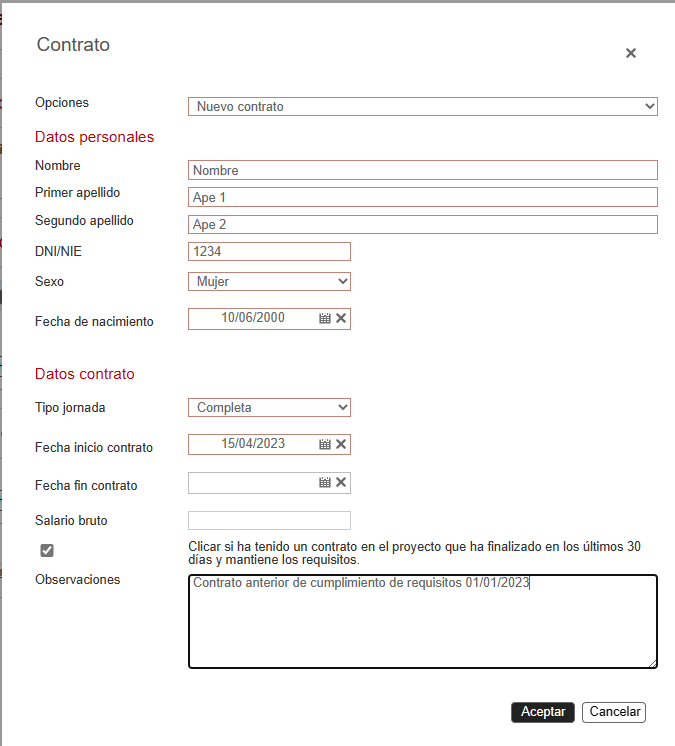 Contrato
Opciones
Nuevo contrato
Datos personales
Nombre
Nombre
Primer apellido
Ape 1
Segundo apellido
Ape 2
DNI/NIE
1234
Sexo
Mujer
Fecha de nacimiento
10/06/2000
Datos contrato
Tipo jornada
Completa
Fecha inicio contrato
15/04/2023
Fecha fin contrato
Salario bruto
Clicar si ha tenido un contrato en el proyecto que ha finalizado en los últimos 30
días y mantiene los requisitos.
Observaciones
Contrato anterior de cumplimiento de requisitos 01/01/2023
Aceptar
Cancelar